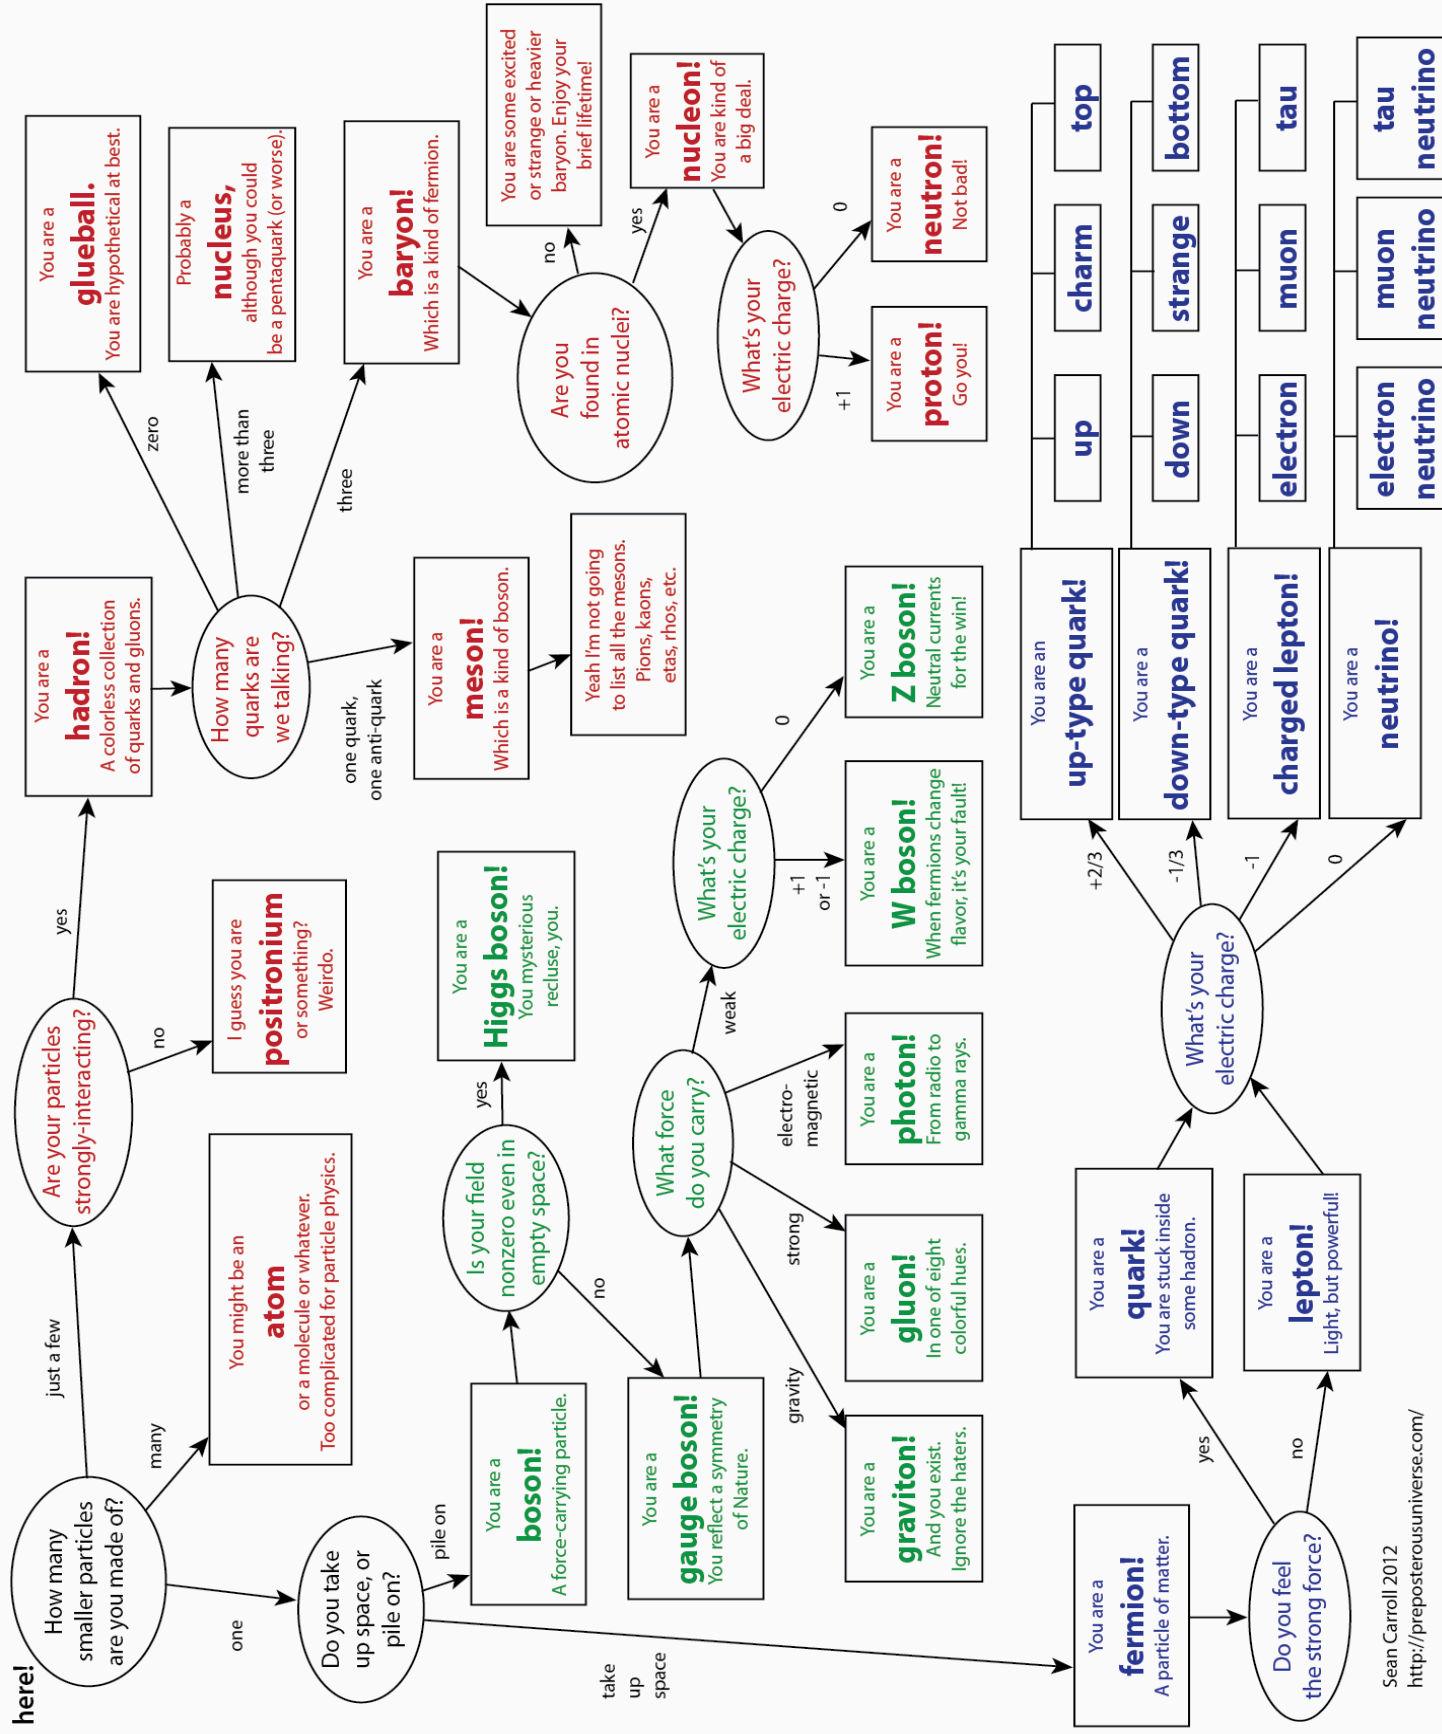 here!
How many
smaller particles
are you made of?
just a few
many
one
Are your particles
strongly-interacting?
yes
no
You are a
hadron!
A colorless collection
of quarks and gluons.
I guess you are
positronium
or something?
Weirdo.
You might be an
atom
or a molecule or whatever.
Too complicated for particle physics.
How many
quarks are
we talking?
zero
more than
three
three
one quark,
one anti-quark
You are a
glueball.
You are hypothetical at best.
Probably a
nucleus,
although you could
be a pentaquark (or worse).
You are a
baryon!
Which is a kind of fermion.
You are a
meson!
Which is a kind of boson.
Yeah I'm not going
to list all the mesons.
Pions, kaons,
etas, rhos, etc.
Are you
found in
atomic nuclei?
no
yes
You are some excited
or strange or heavier
baryon. Enjoy your
brief lifetime!
You are a
nucleon!
You are kind of
a big deal.
What's your
electric charge?
+1
0
You are a
proton!
Go you!
You are a
neutron!
Not bad!
Do you take
up space, or
pile on?
pile on
take
up
space
You are a
boson!
A force-carrying particle.
Is your field
nonzero even in
empty space?
yes
no
You are a
Higgs boson!
You mysterious
recluse, you.
You are a
gauge boson!
You reflect a symmetry
of Nature.
What force
do you carry?
gravity
strong
electro-
magnetic
weak
You are a
graviton!
And you exist.
Ignore the haters.
You are a
gluon!
In one of eight
colorful hues.
You are a
photon!
From radio to
gamma rays.
What's your
electric charge?
+1
or -1
0
You are a
W boson!
When fermions change
flavor, it's your fault!
You are a
Z boson!
Neutral currents
for the win!
You are a
fermion!
A particle of matter.
Do you feel
the strong force?
yes
no
You are a
quark!
You are stuck inside
some hadron.
You are a
lepton!
Light, but powerful!
What's your
electric charge?
+2/3
-1/3
-1
0
You are an
up-type quark!
up
charm
top
You are a
down-type quark!
down
strange
bottom
You are a
charged lepton!
electron
muon
tau
You are a
neutrino!
electron
neutrino
muon
neutrino
tau
neutrino
Sean Carroll 2012
http://preposterousuniverse.com/